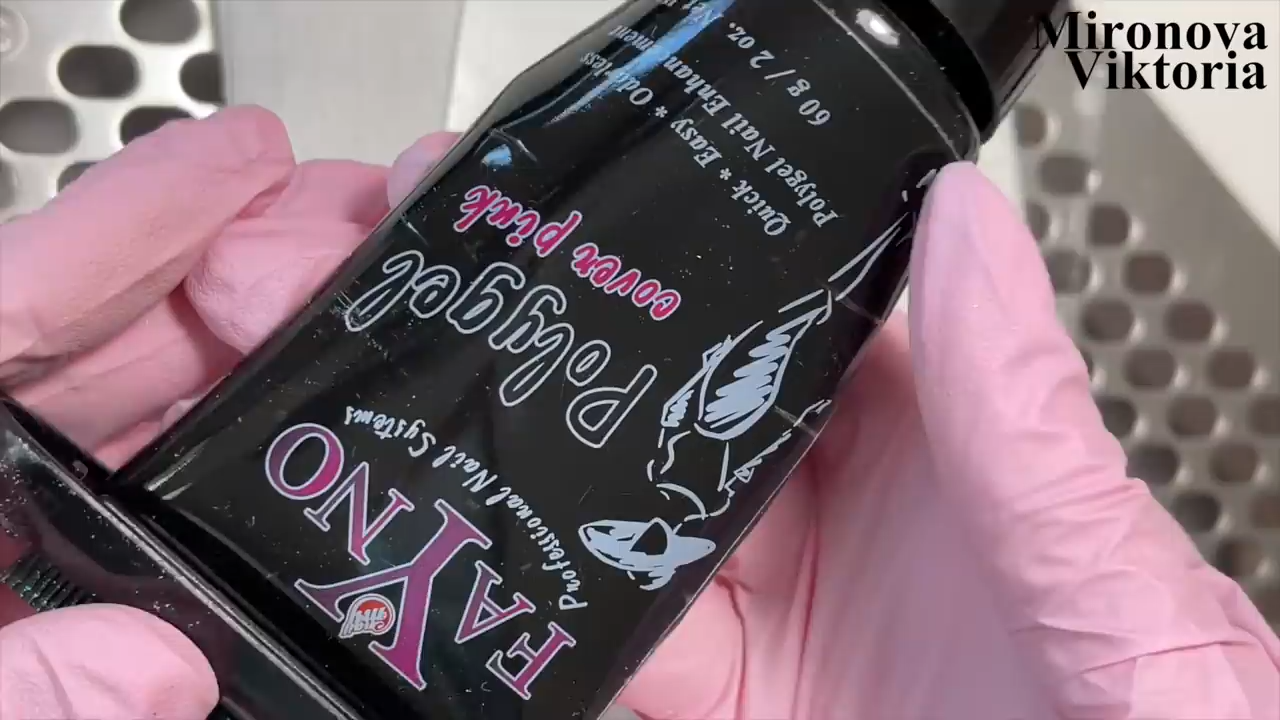 Mironova
Viktoria
FAYNO
Professional Nail Systems
Polygel
cover pink
Quick * Easy * Odorless
Polygel Nail Enhancement
60 g / 2 oz.